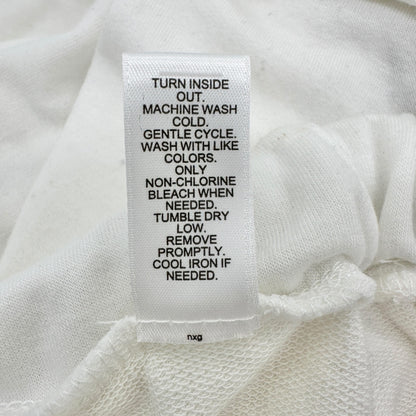 TURN INSIDE
OUT.
MACHINE WASH
COLD.
GENTLE CYCLE.
WASH WITH LIKE
COLORS.
ONLY
NON-CHLORINE
BLEACH WHEN
NEEDED.
TUMBLE DRY
LOW.
REMOVE
PROMPTLY.
COOL IRON IF
NEEDED.
nxg